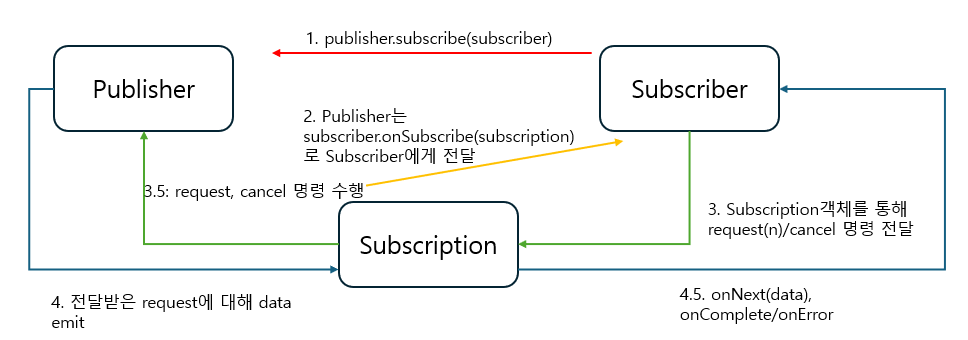 1. publisher.subscribe(subscriber)
Publisher
Subscriber
2. Publisher는
subscriber.onSubscribe(subscription)
로 Subscriber에게 전달
3.5: request, cancel 명령 수행
3. Subscription객체를 통해
request(n)/cancel 명령 전달
Subscription
4. 전달받은 request에 대해 data
emit
4.5. onNext(data),
onComplete/onError